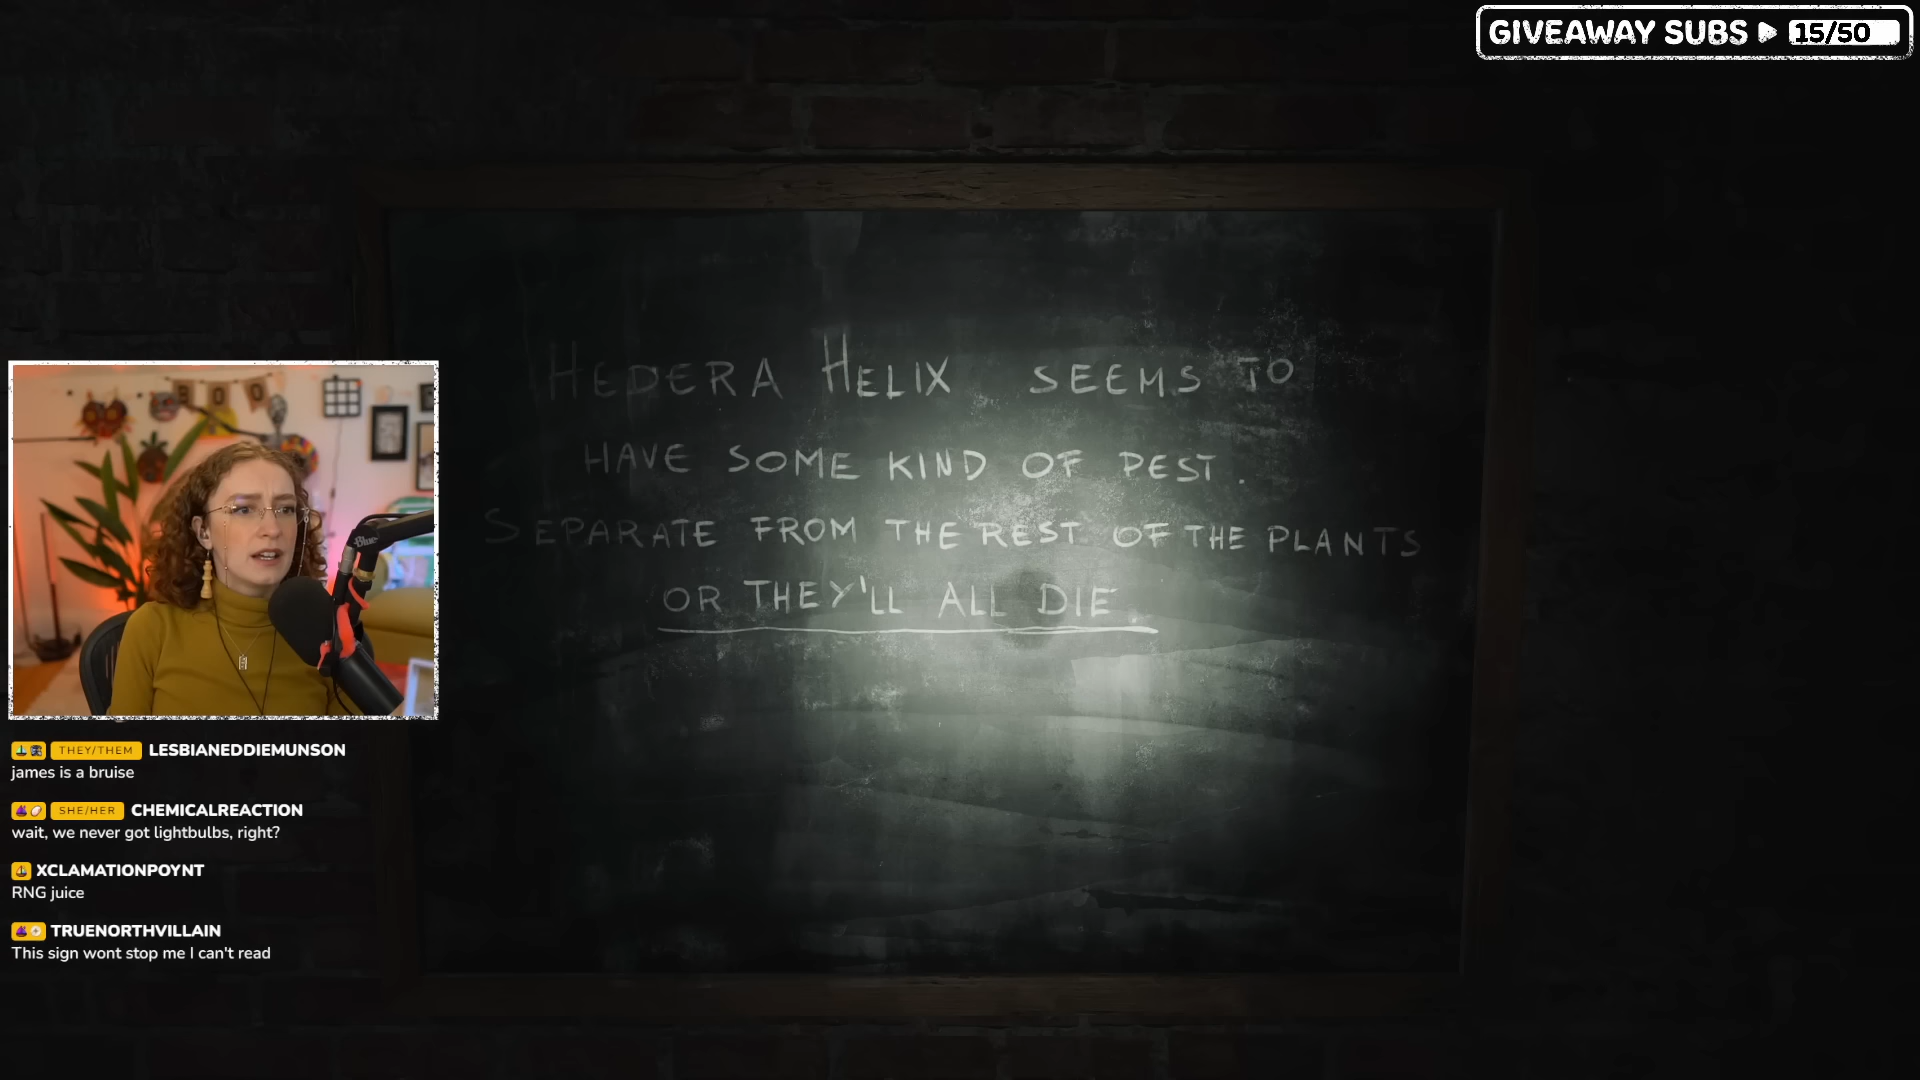 GIVEAWAY SUBS 15/50
HEDERA HELIX SEEMS TO
HAVE SOME KIND OF PEST.
SEPARATE FROM THE REST OF THE PLANTS
OR THEY'LL ALL DIE.
BOO
Blue
THEY/THEM LESBIANEDDIEMUNSON
james is a bruise
SHE/HER CHEMICALREACTION
wait, we never got lightbulbs, right?
XCLAMATIONPOYNT
RNG juice
TRUENORTHVILLAIN
This sign wont stop me I can't read